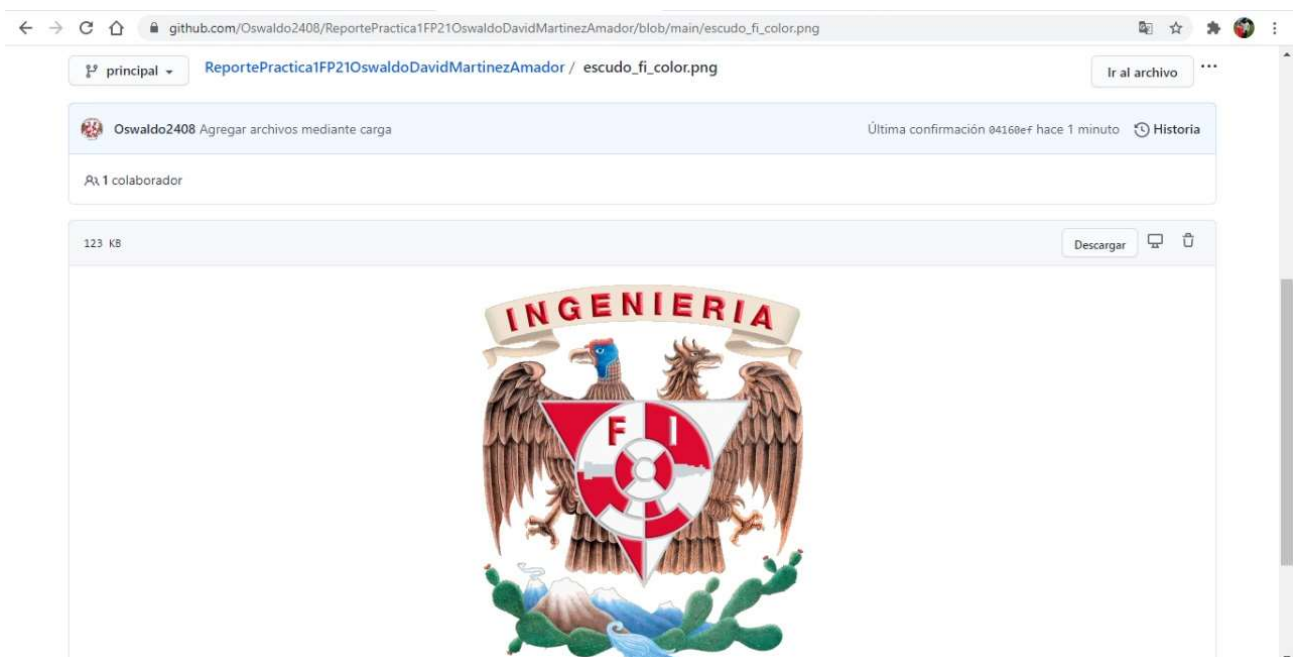 github.com/Oswaldo2408/ReportePractica1FP21OswaldoDavidMartinezAmador/blob/main/escudo_fi_color.png
principal ReportePractica1FP21OswaldoDavidMartinezAmador / escudo_fi_color.png Ir al archivo
Oswaldo2408 Agregar archivos mediante carga Última confirmación 04160ef hace 1 minuto Historia
1 colaborador
123 KB Descargar
INGENIERIA
F I